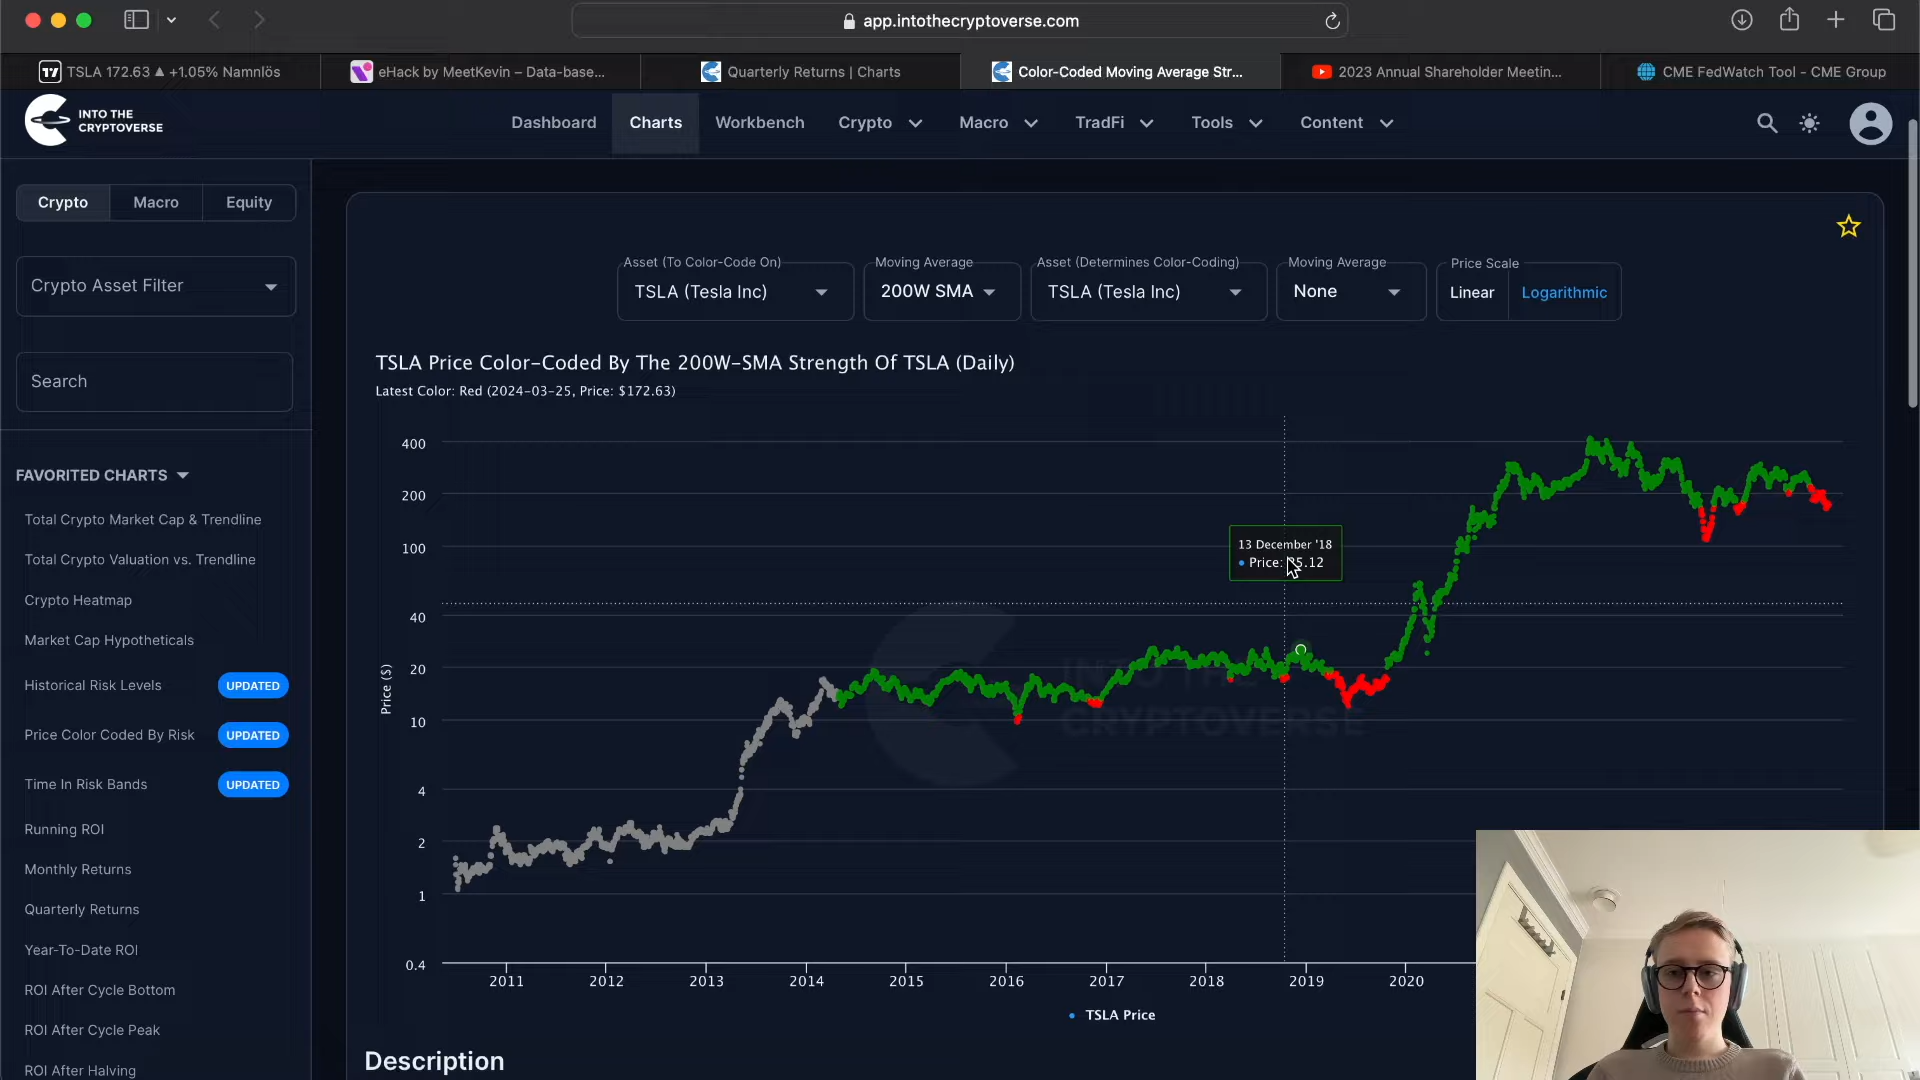 app.intothecryptoverse.com
TSLA 172.63 ▲ +1.05% Namnlös
eHack by MeetKevin – Data-base...
Quarterly Returns | Charts
Color-Coded Moving Average Str...
2023 Annual Shareholder Meetin...
CME FedWatch Tool - CME Group
INTO THE
CRYPTOVERSE
Dashboard
Charts
Workbench
Crypto
Macro
TradFi
Tools
Content
Crypto
Macro
Equity
Crypto Asset Filter
Search
FAVORITED CHARTS
Total Crypto Market Cap & Trendline
Total Crypto Valuation vs. Trendline
Crypto Heatmap
Market Cap Hypotheticals
Historical Risk Levels UPDATED
Price Color Coded By Risk UPDATED
Time In Risk Bands UPDATED
Running ROI
Monthly Returns
Quarterly Returns
Year-To-Date ROI
ROI After Cycle Bottom
ROI After Cycle Peak
ROI After Halving
Asset (To Color-Code On)
TSLA (Tesla Inc)
Moving Average
200W SMA
Asset (Determines Color-Coding)
TSLA (Tesla Inc)
Moving Average
None
Price Scale
Linear Logarithmic
TSLA Price Color-Coded By The 200W-SMA Strength Of TSLA (Daily)
Latest Color: Red (2024-03-25, Price: $172.63)
400
200
100
40
20
10
4
2
1
0.4
Price ($)
13 December '18
Price: 5.12
INTO THE
CRYPTOVERSE
2011 2012 2013 2014 2015 2016 2017 2018 2019 2020
TSLA Price
Description